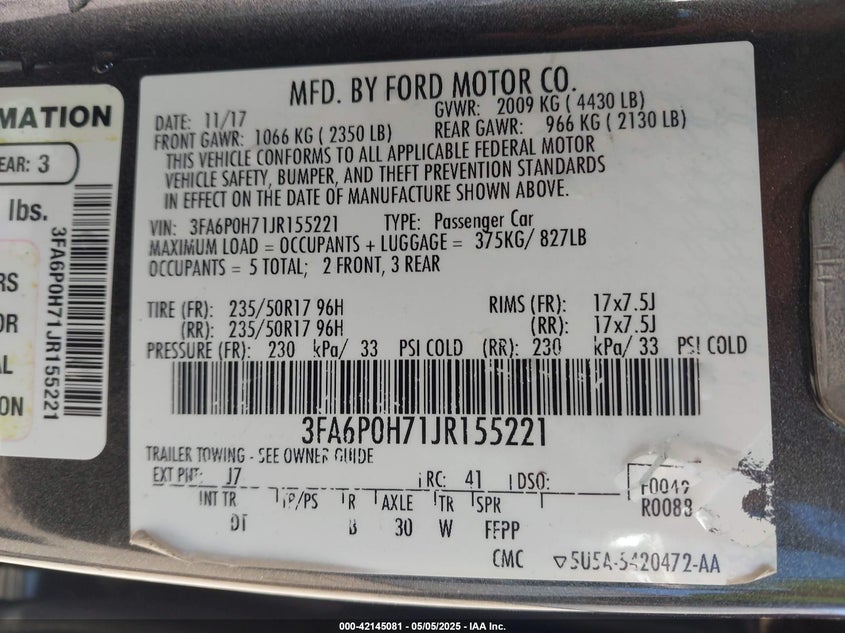 MATION
EAR: 3
lbs.
RS
OR
AL
ION
3FA6P0H71JR155221
MFD. BY FORD MOTOR CO.
DATE: 11/17 GVWR: 2009 KG ( 4430 LB)
FRONT GAWR: 1066 KG ( 2350 LB) REAR GAWR: 966 KG ( 2130 LB)
THIS VEHICLE CONFORMS TO ALL APPLICABLE FEDERAL MOTOR
VEHICLE SAFETY, BUMPER, AND THEFT PREVENTION STANDARDS
IN EFFECT ON THE DATE OF MANUFACTURE SHOWN ABOVE.
VIN: 3FA6P0H71JR155221 TYPE: Passenger Car
MAXIMUM LOAD = OCCUPANTS + LUGGAGE = 375KG/ 827LB
OCCUPANTS = 5 TOTAL; 2 FRONT, 3 REAR
TIRE (FR): 235/50R17 96H RIMS (FR): 17x7.5J
(RR): 235/50R17 96H (RR): 17x7.5J
PRESSURE (FR): 230 kPa/ 33 PSI COLD (RR): 230 kPa/ 33 PSI COLD
3FA6P0H71JR155221
TRAILER TOWING - SEE OWNER GUIDE
EXT PNT: J7 RC: 41 DSO: F0049
INT TR TP/PS R AXLE TR SPR R0083
DT B 30 W FFPP
CMC ▽5U5A-5420472-AA
000-42145081 - 05/05/2025 - IAA Inc.